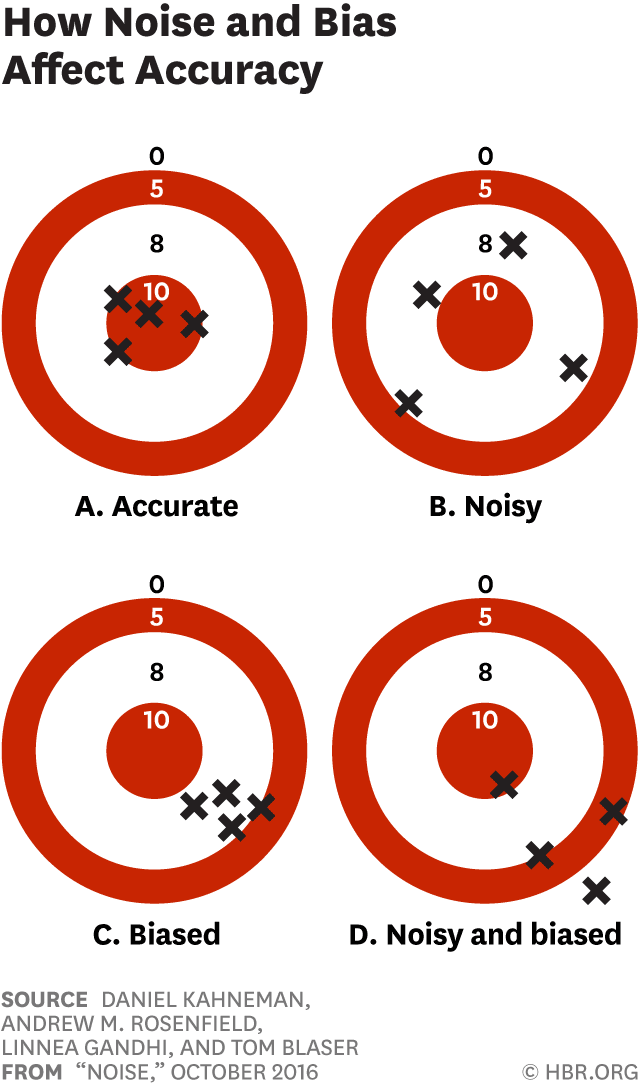 How Noise and Bias
Affect Accuracy
0
5
8
10
A. Accurate
0
5
8
10
B. Noisy
0
5
8
10
C. Biased
0
5
8
10
D. Noisy and biased
SOURCE DANIEL KAHNEMAN,
ANDREW M. ROSENFIELD,
LINNEA GANDHI, AND TOM BLASER
FROM “NOISE,” OCTOBER 2016
© HBR.ORG